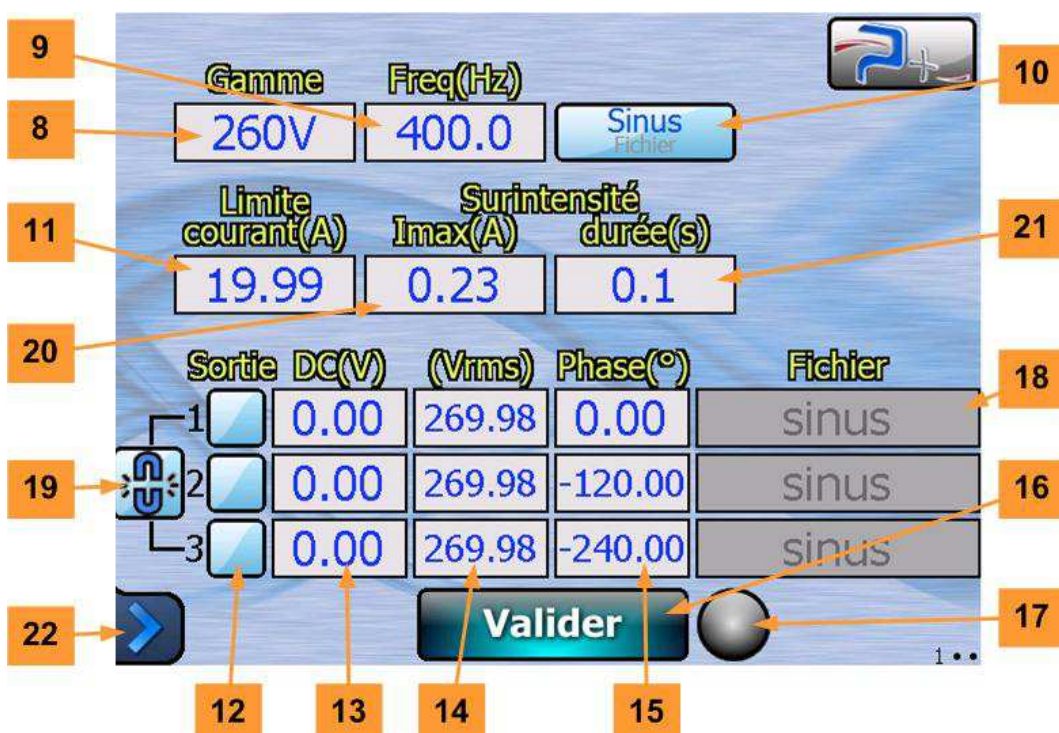 9
10
Gamme Freq(Hz)
8
260V 400.0 Sinus
Fichier
Limite Surintensité
courant(A) Imax(A) durée(s)
11
21
19.99 0.23 0.1
20
Sortie DC(V) (Vrms) Phase(°) Fichier
18
1 0.00 269.98 0.00 sinus
19
2 0.00 269.98 -120.00 sinus
16
3 0.00 269.98 -240.00 sinus
22
Valider
17
1
12 13 14 15